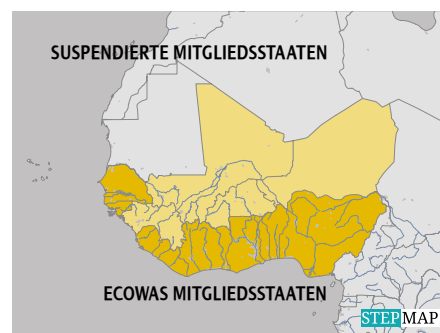 SUSPENDIERTE MITGLIEDSSTAATEN
ECOWAS MITGLIEDSSTAATEN
STEPMAP